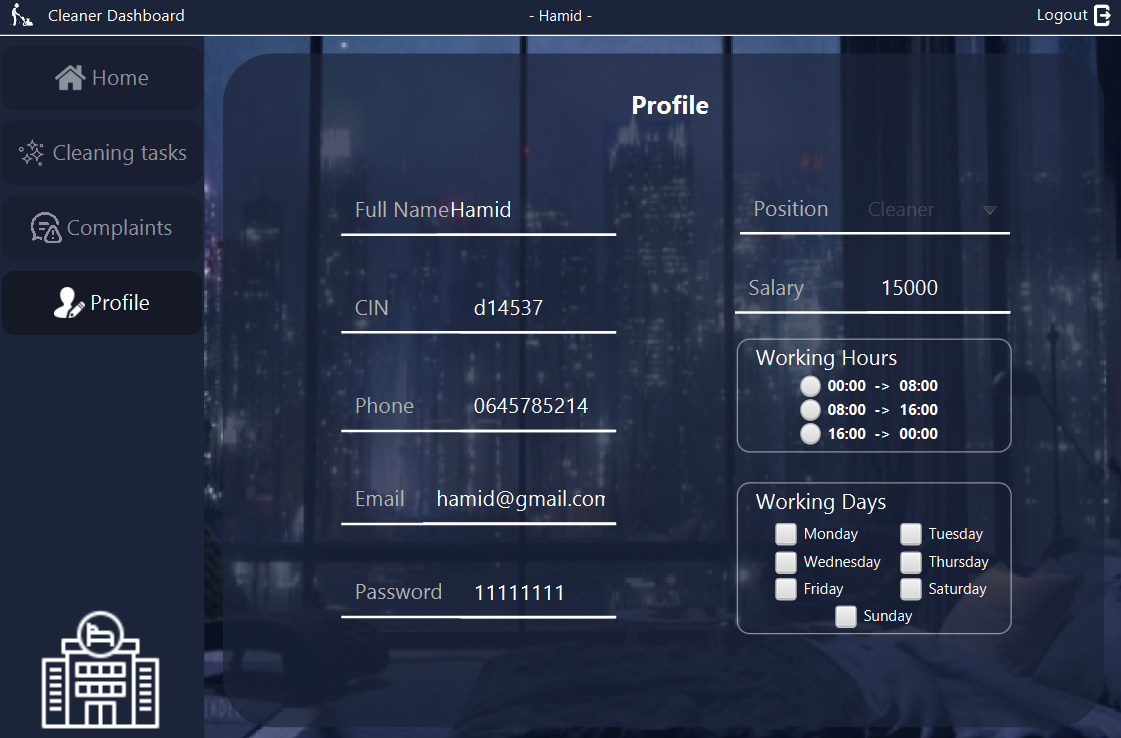 Cleaner Dashboard
- Hamid -
Logout
Home
Cleaning tasks
Complaints
Profile
Profile
Full Name Hamid
CIN d14537
Phone 0645785214
Email hamid@gmail.com
Password 11111111
Position Cleaner
Salary 15000
Working Hours
00:00 -> 08:00
08:00 -> 16:00
16:00 -> 00:00
Working Days
Monday Tuesday
Wednesday Thursday
Friday Saturday
Sunday